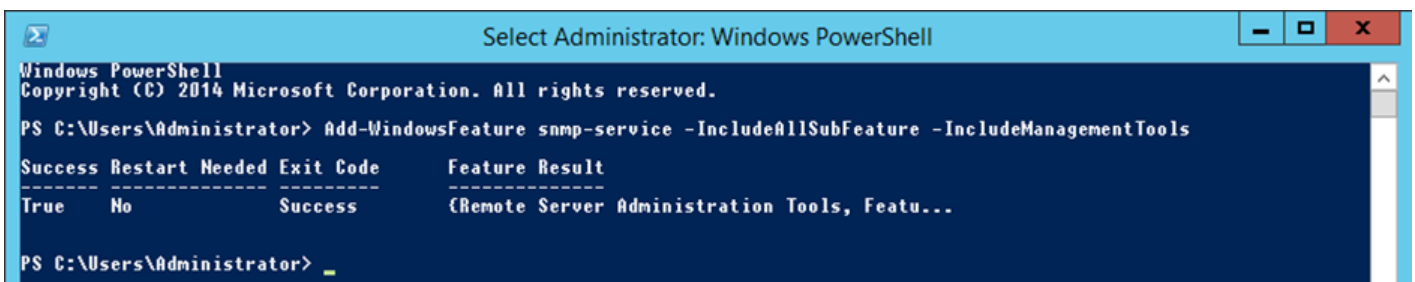 Select Administrator: Windows PowerShell
Windows PowerShell
Copyright (C) 2014 Microsoft Corporation. All rights reserved.
PS C:\Users\Administrator> Add-WindowsFeature snmp-service -IncludeAllSubFeature -IncludeManagementTools
Success Restart Needed Exit Code      Feature Result
------- -------------- ---------      --------------
True    No             Success        {Remote Server Administration Tools, Featu...
PS C:\Users\Administrator> _